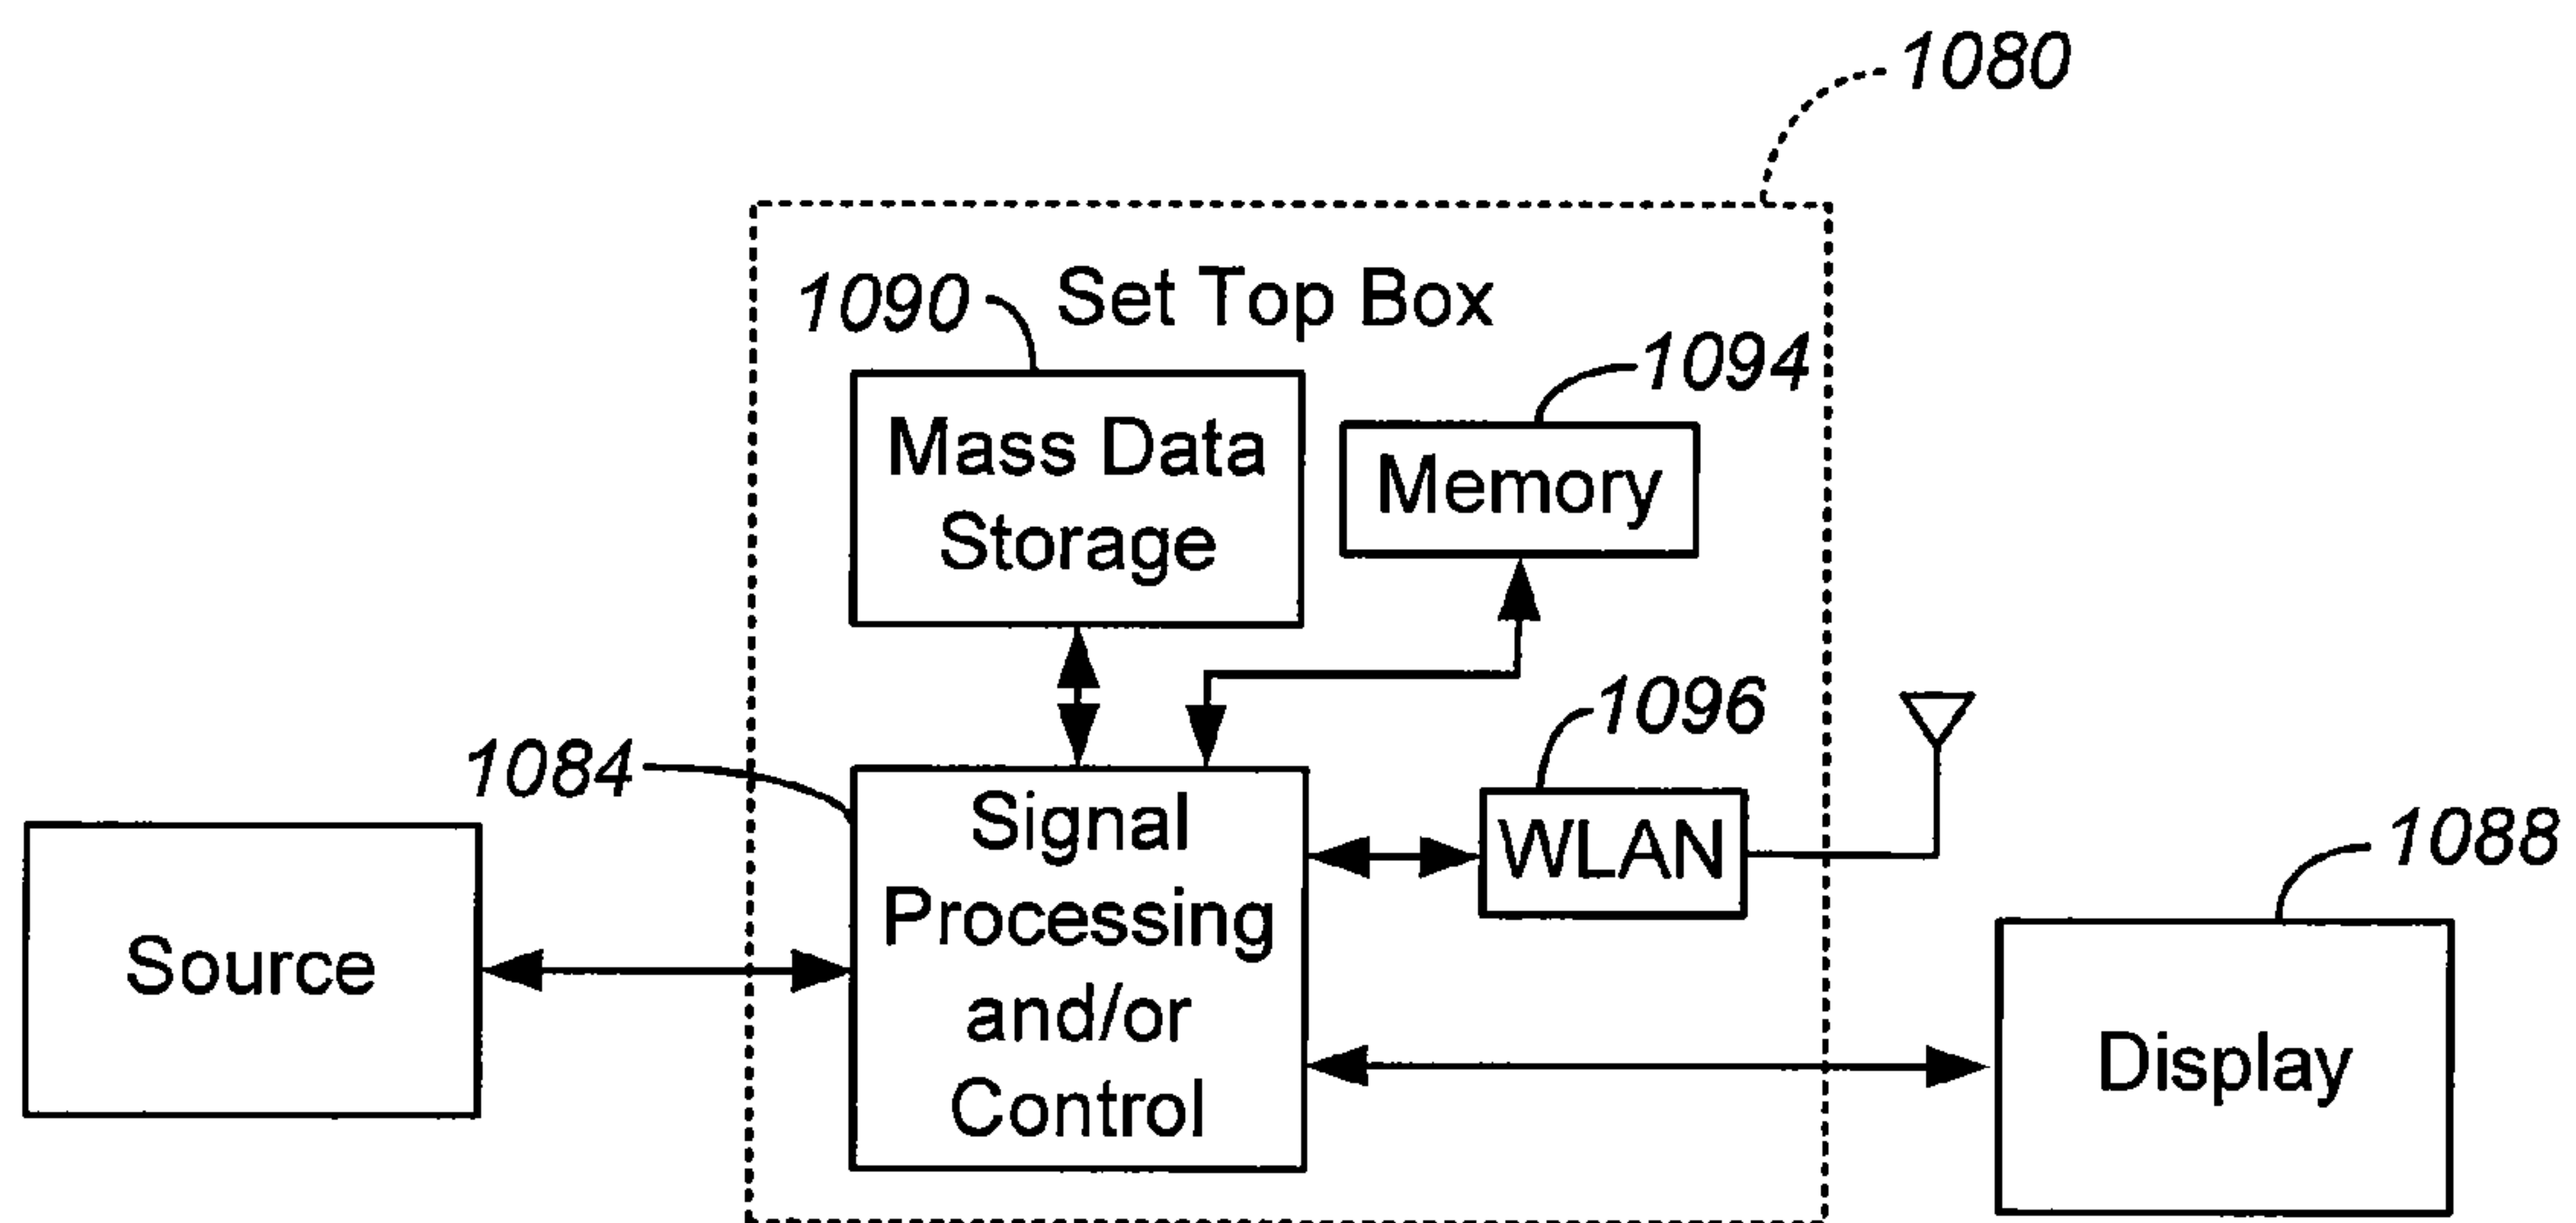 1080
Set Top Box
1090
1094
Mass Data
Storage
Memory
1096
1084
Signal
Processing
and/or
Control
WLAN
1088
Source
Display